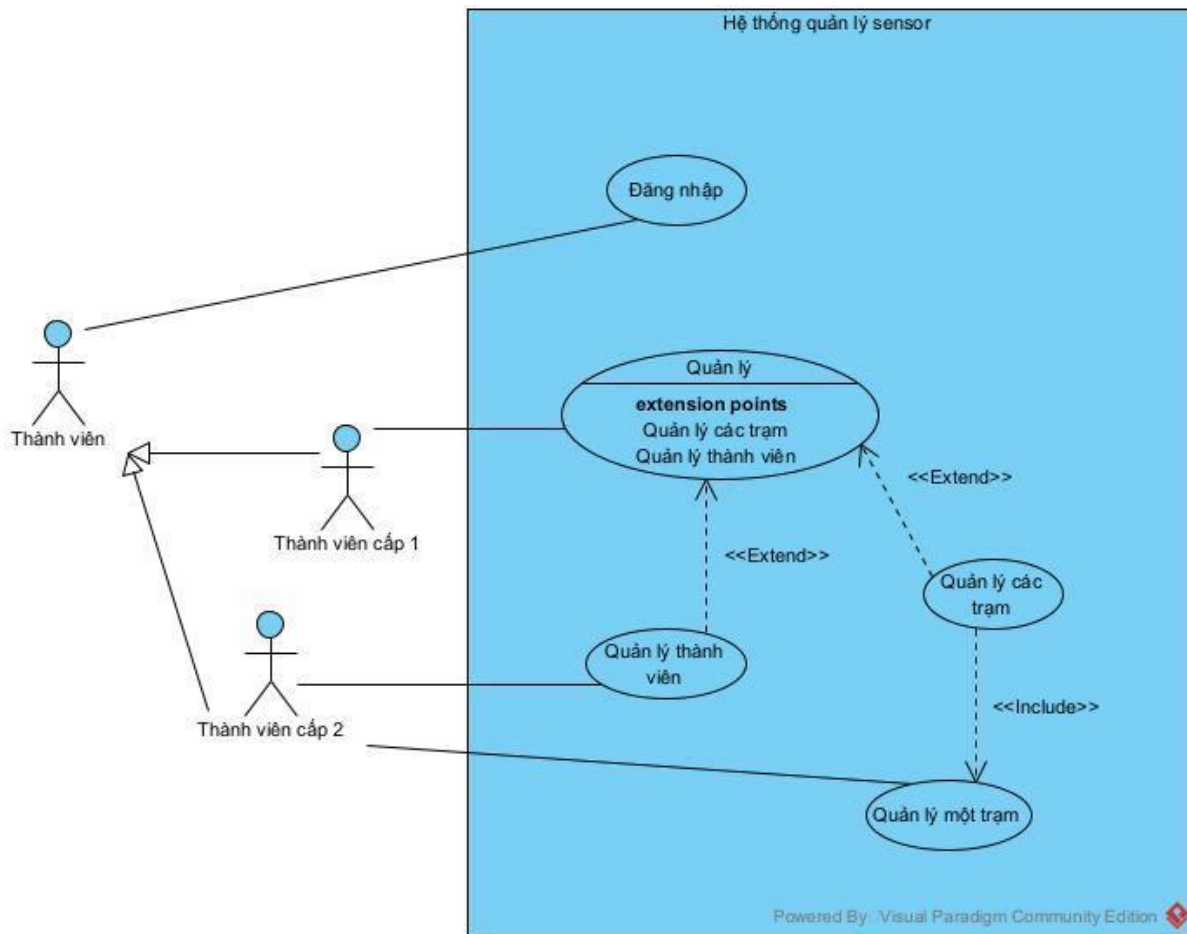 Hệ thống quản lý sensor
Đăng nhập
Thành viên
Quản lý
extension points
Quản lý các trạm
Quản lý thành viên
Thành viên cấp 1
<<Extend>>
<<Extend>>
Quản lý các
trạm
Quản lý thành
viên
Thành viên cấp 2
<<Include>>
Quản lý một trạm
Powered By Visual Paradigm Community Edition